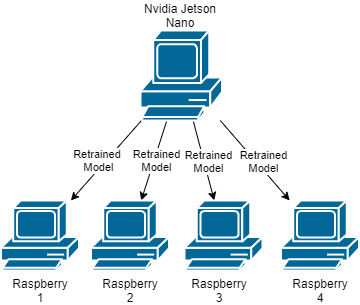 Nvidia Jetson
Nano
Retrained
Model
Retrained
Model
Retrained
Model
Retrained
Model
Raspberry
1
Raspberry
2
Raspberry
3
Raspberry
4